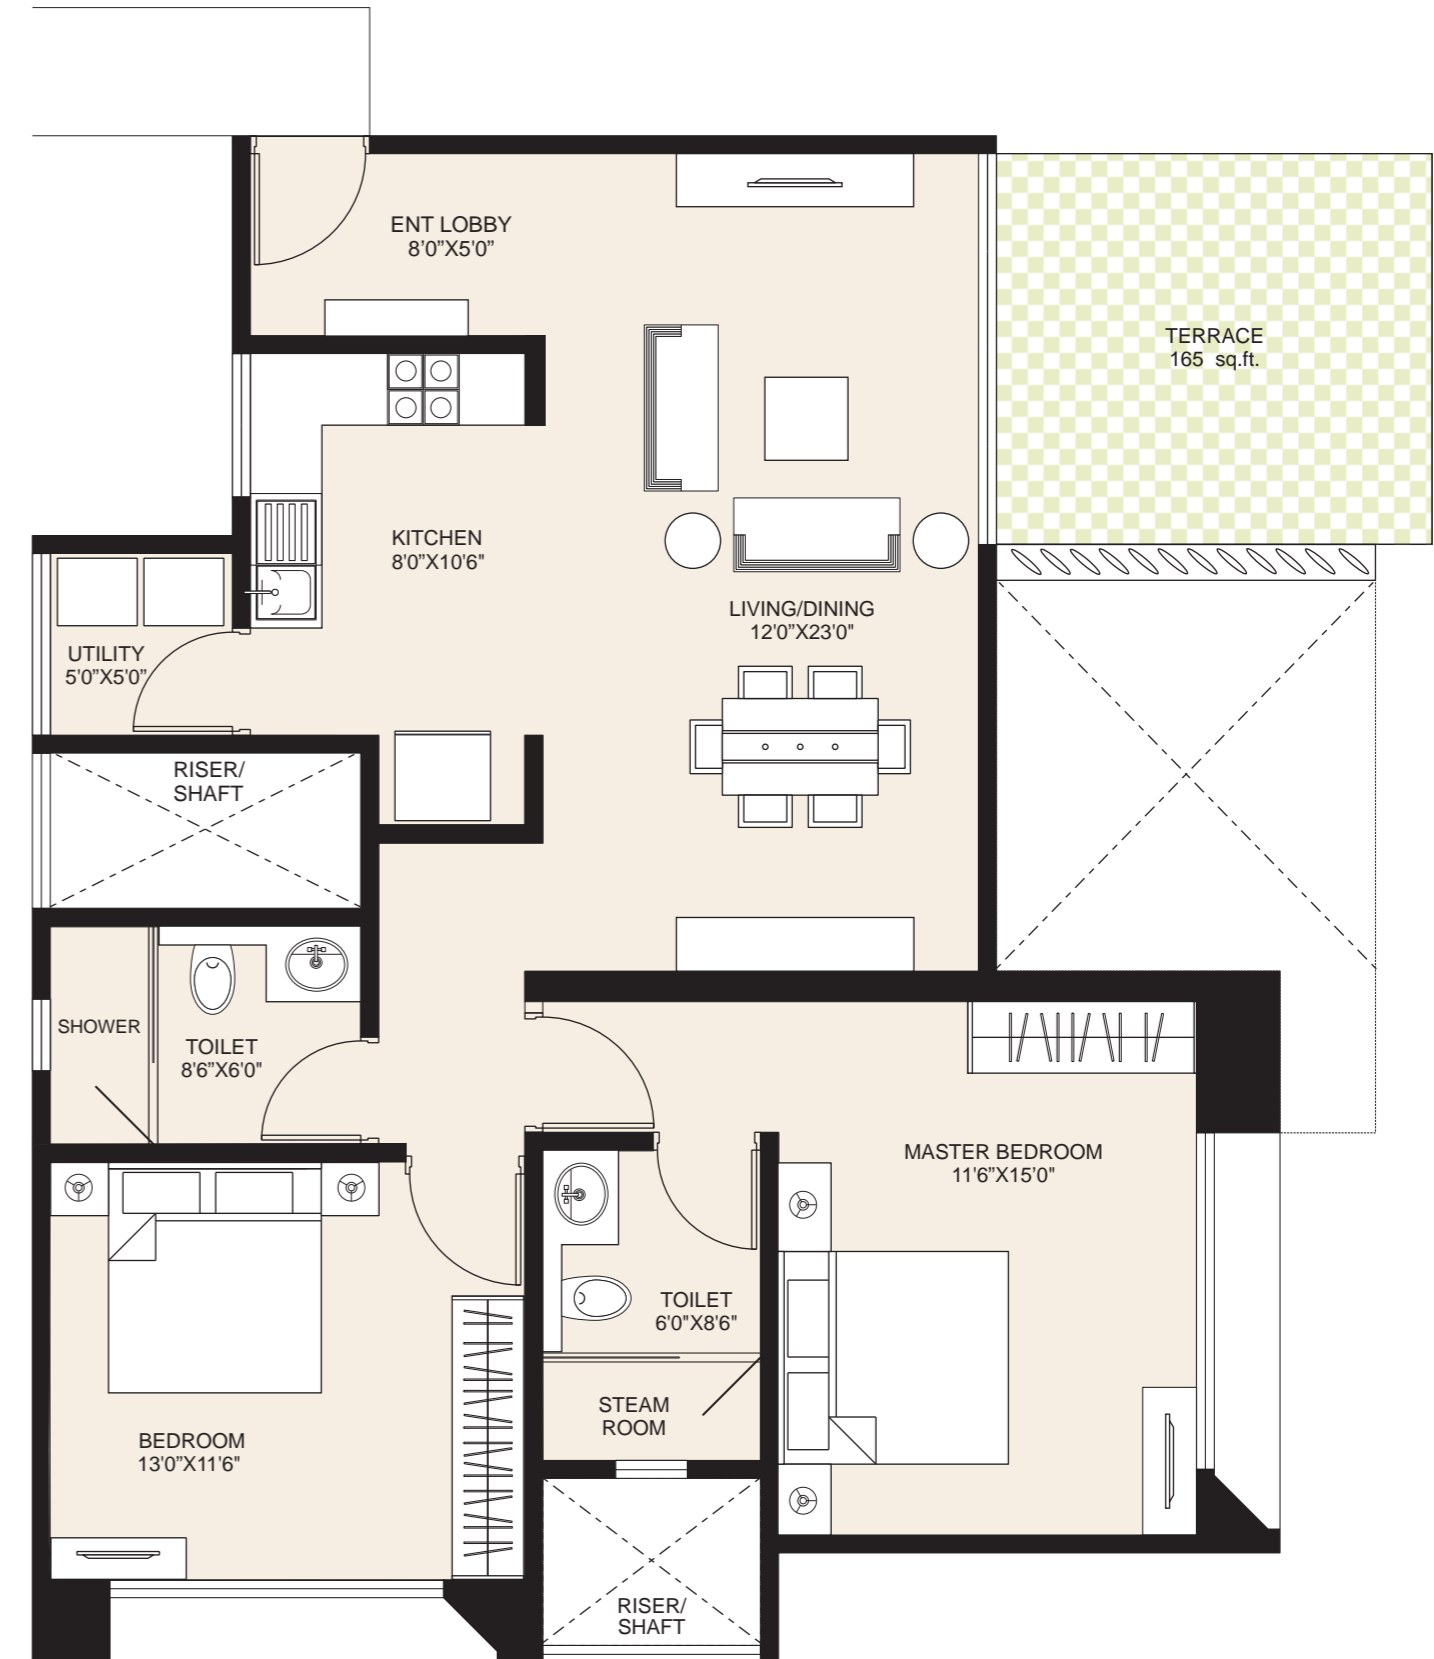 ENT LOBBY
8’0”X5'0”
TERRACE
165 sq.ft.
KITCHEN
8'0”X10'6"
LIVING/DINING
12'0”X23'0"
UTILITY
5'0”X5'0”
RISER/
SHAFT
SHOWER
TOILET
8'6”X6'0"
MASTER BEDROOM
11'6”X15’0"
TOILET
6'0"X8'6"
STEAM
ROOM
BEDROOM
13'0”X11'6"
RISER/
SHAFT